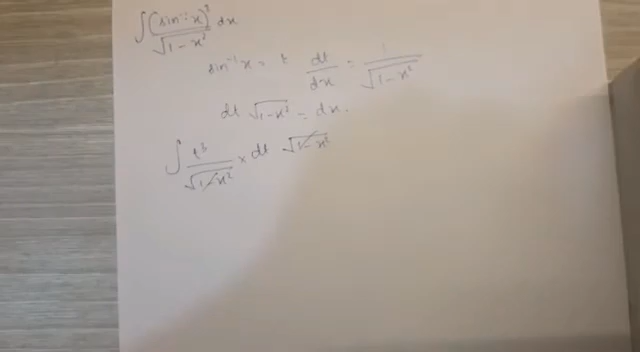 ∫ (sin⁻¹x)³ / √1-x² dx
sin⁻¹x = t dt/dx = 1/√1-x²
dt √1-x² = dx.
∫ t³/√1-x² × dt √1-x²